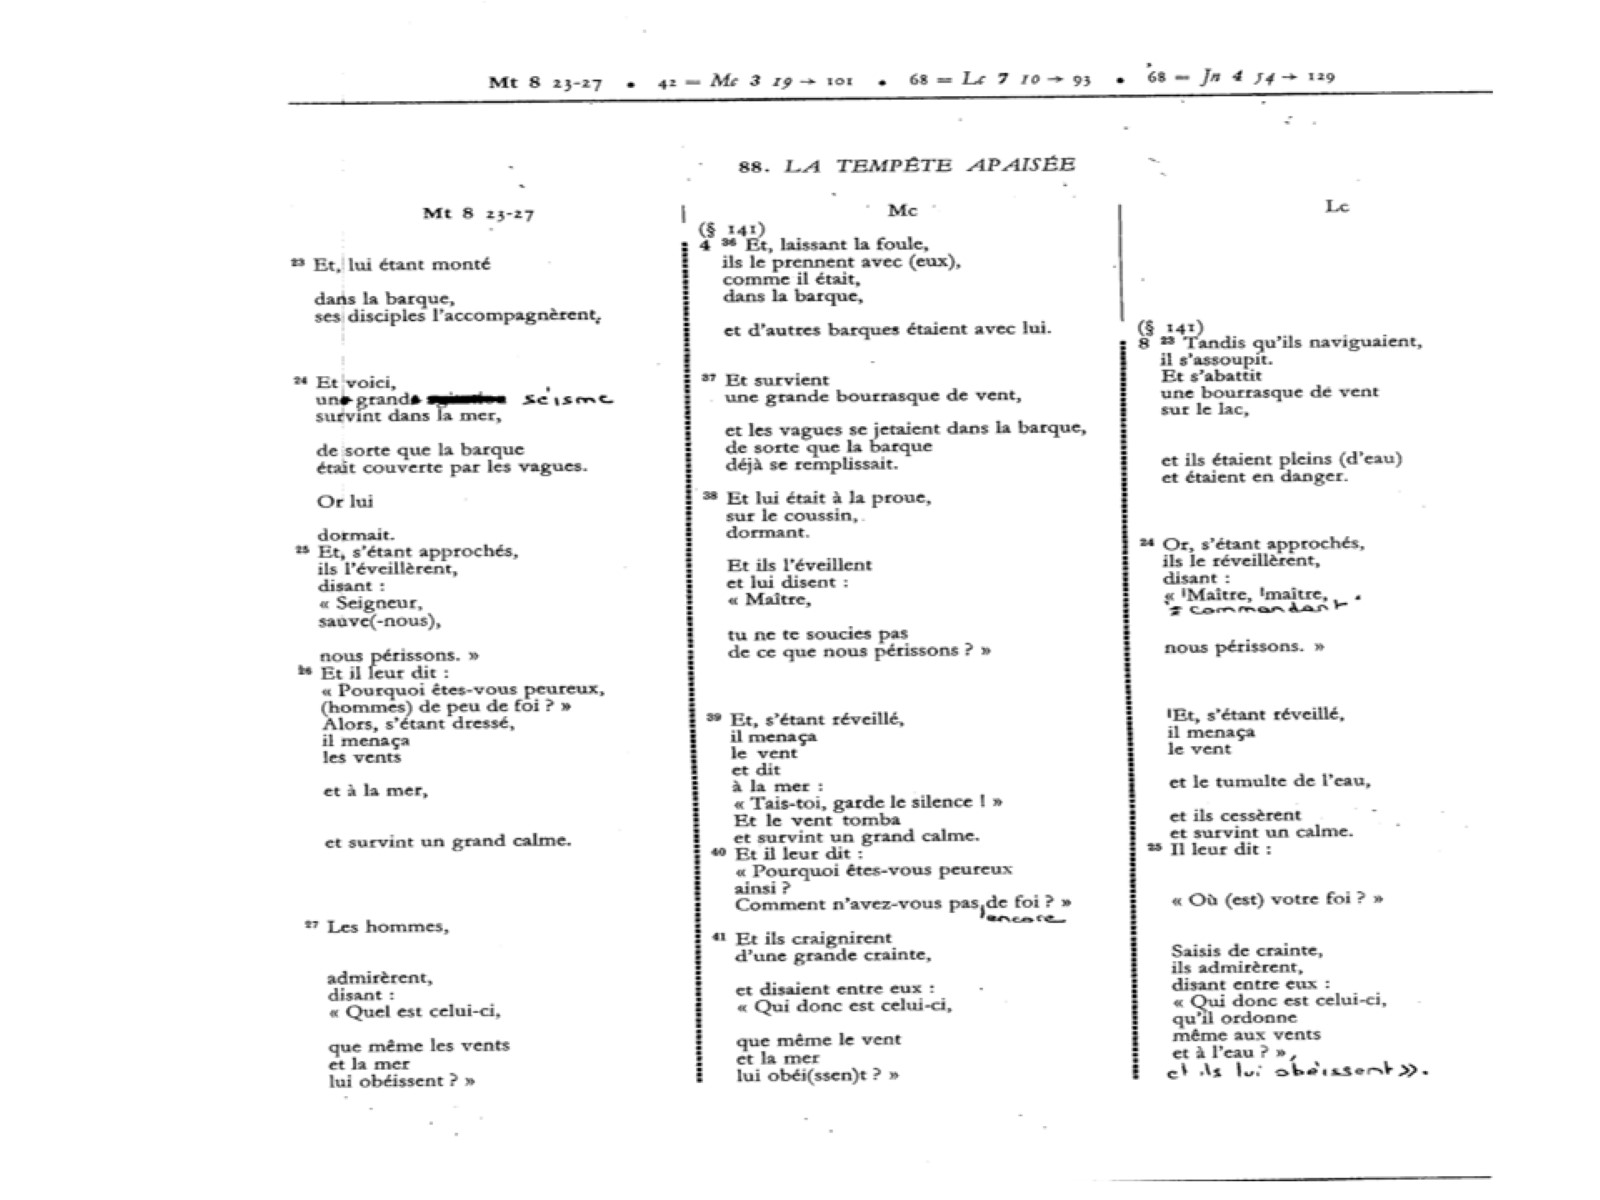 Mt 8 23-27 • 42 = Mc 3 19 → 101 • 68 = Lc 7 10 → 93 • 68 = Jn 4 54 → 129
88. LA TEMPÊTE APAISÉE
Mt 8 23-27
23 Et, lui étant monté
dans la barque,
ses disciples l'accompagnèrent.
24 Et voici,
une grande séisme
survint dans la mer,
de sorte que la barque
était couverte par les vagues.
Or lui
dormait.
25 Et, s'étant approchés,
ils l'éveillèrent,
disant :
« Seigneur,
sauve(-nous),
nous périssons. »
26 Et il leur dit :
« Pourquoi êtes-vous peureux,
(hommes) de peu de foi ? »
Alors, s'étant dressé,
il menaça
les vents
et à la mer,
et survint un grand calme.
27 Les hommes,
admirèrent,
disant :
« Quel est celui-ci,
que même les vents
et la mer
lui obéissent ? »
Mc
(§ 141)
4 36 Et, laissant la foule,
ils le prennent avec (eux),
comme il était,
dans la barque,
et d'autres barques étaient avec lui.
37 Et survient
une grande bourrasque de vent,
et les vagues se jetaient dans la barque,
de sorte que la barque
déjà se remplissait.
38 Et lui était à la proue,
sur le coussin,
dormant.
Et ils l'éveillent
et lui disent :
« Maître,
tu ne te soucies pas
de ce que nous périssons ? »
39 Et, s'étant réveillé,
il menaça
le vent
et dit
à la mer :
« Tais-toi, garde le silence ! »
Et le vent tomba
et survint un grand calme.
40 Et il leur dit :
« Pourquoi êtes-vous peureux
ainsi ?
Comment n'avez-vous pas de foi ? »
encore
41 Et ils craignirent
d'une grande crainte,
et disaient entre eux :
« Qui donc est celui-ci,
que même le vent
et la mer
lui obéi(ssen)t ? »
Lc
(§ 141)
8 23 Tandis qu'ils naviguaient,
il s'assoupit.
Et s'abattit
une bourrasque de vent
sur le lac,
et ils étaient pleins (d'eau)
et étaient en danger.
24 Or, s'étant approchés,
ils le réveillèrent,
disant :
« ¹Maître, ¹maître,
= commandant
nous périssons. »
¹Et, s'étant réveillé,
il menaça
le vent
et le tumulte de l'eau,
et ils cessèrent
et survint un calme.
25 Il leur dit :
« Où (est) votre foi ? »
Saisis de crainte,
ils admirèrent,
disant entre eux :
« Qui donc est celui-ci,
qu'il ordonne
même aux vents
et à l'eau ? »,
et ils lui obéissent ».